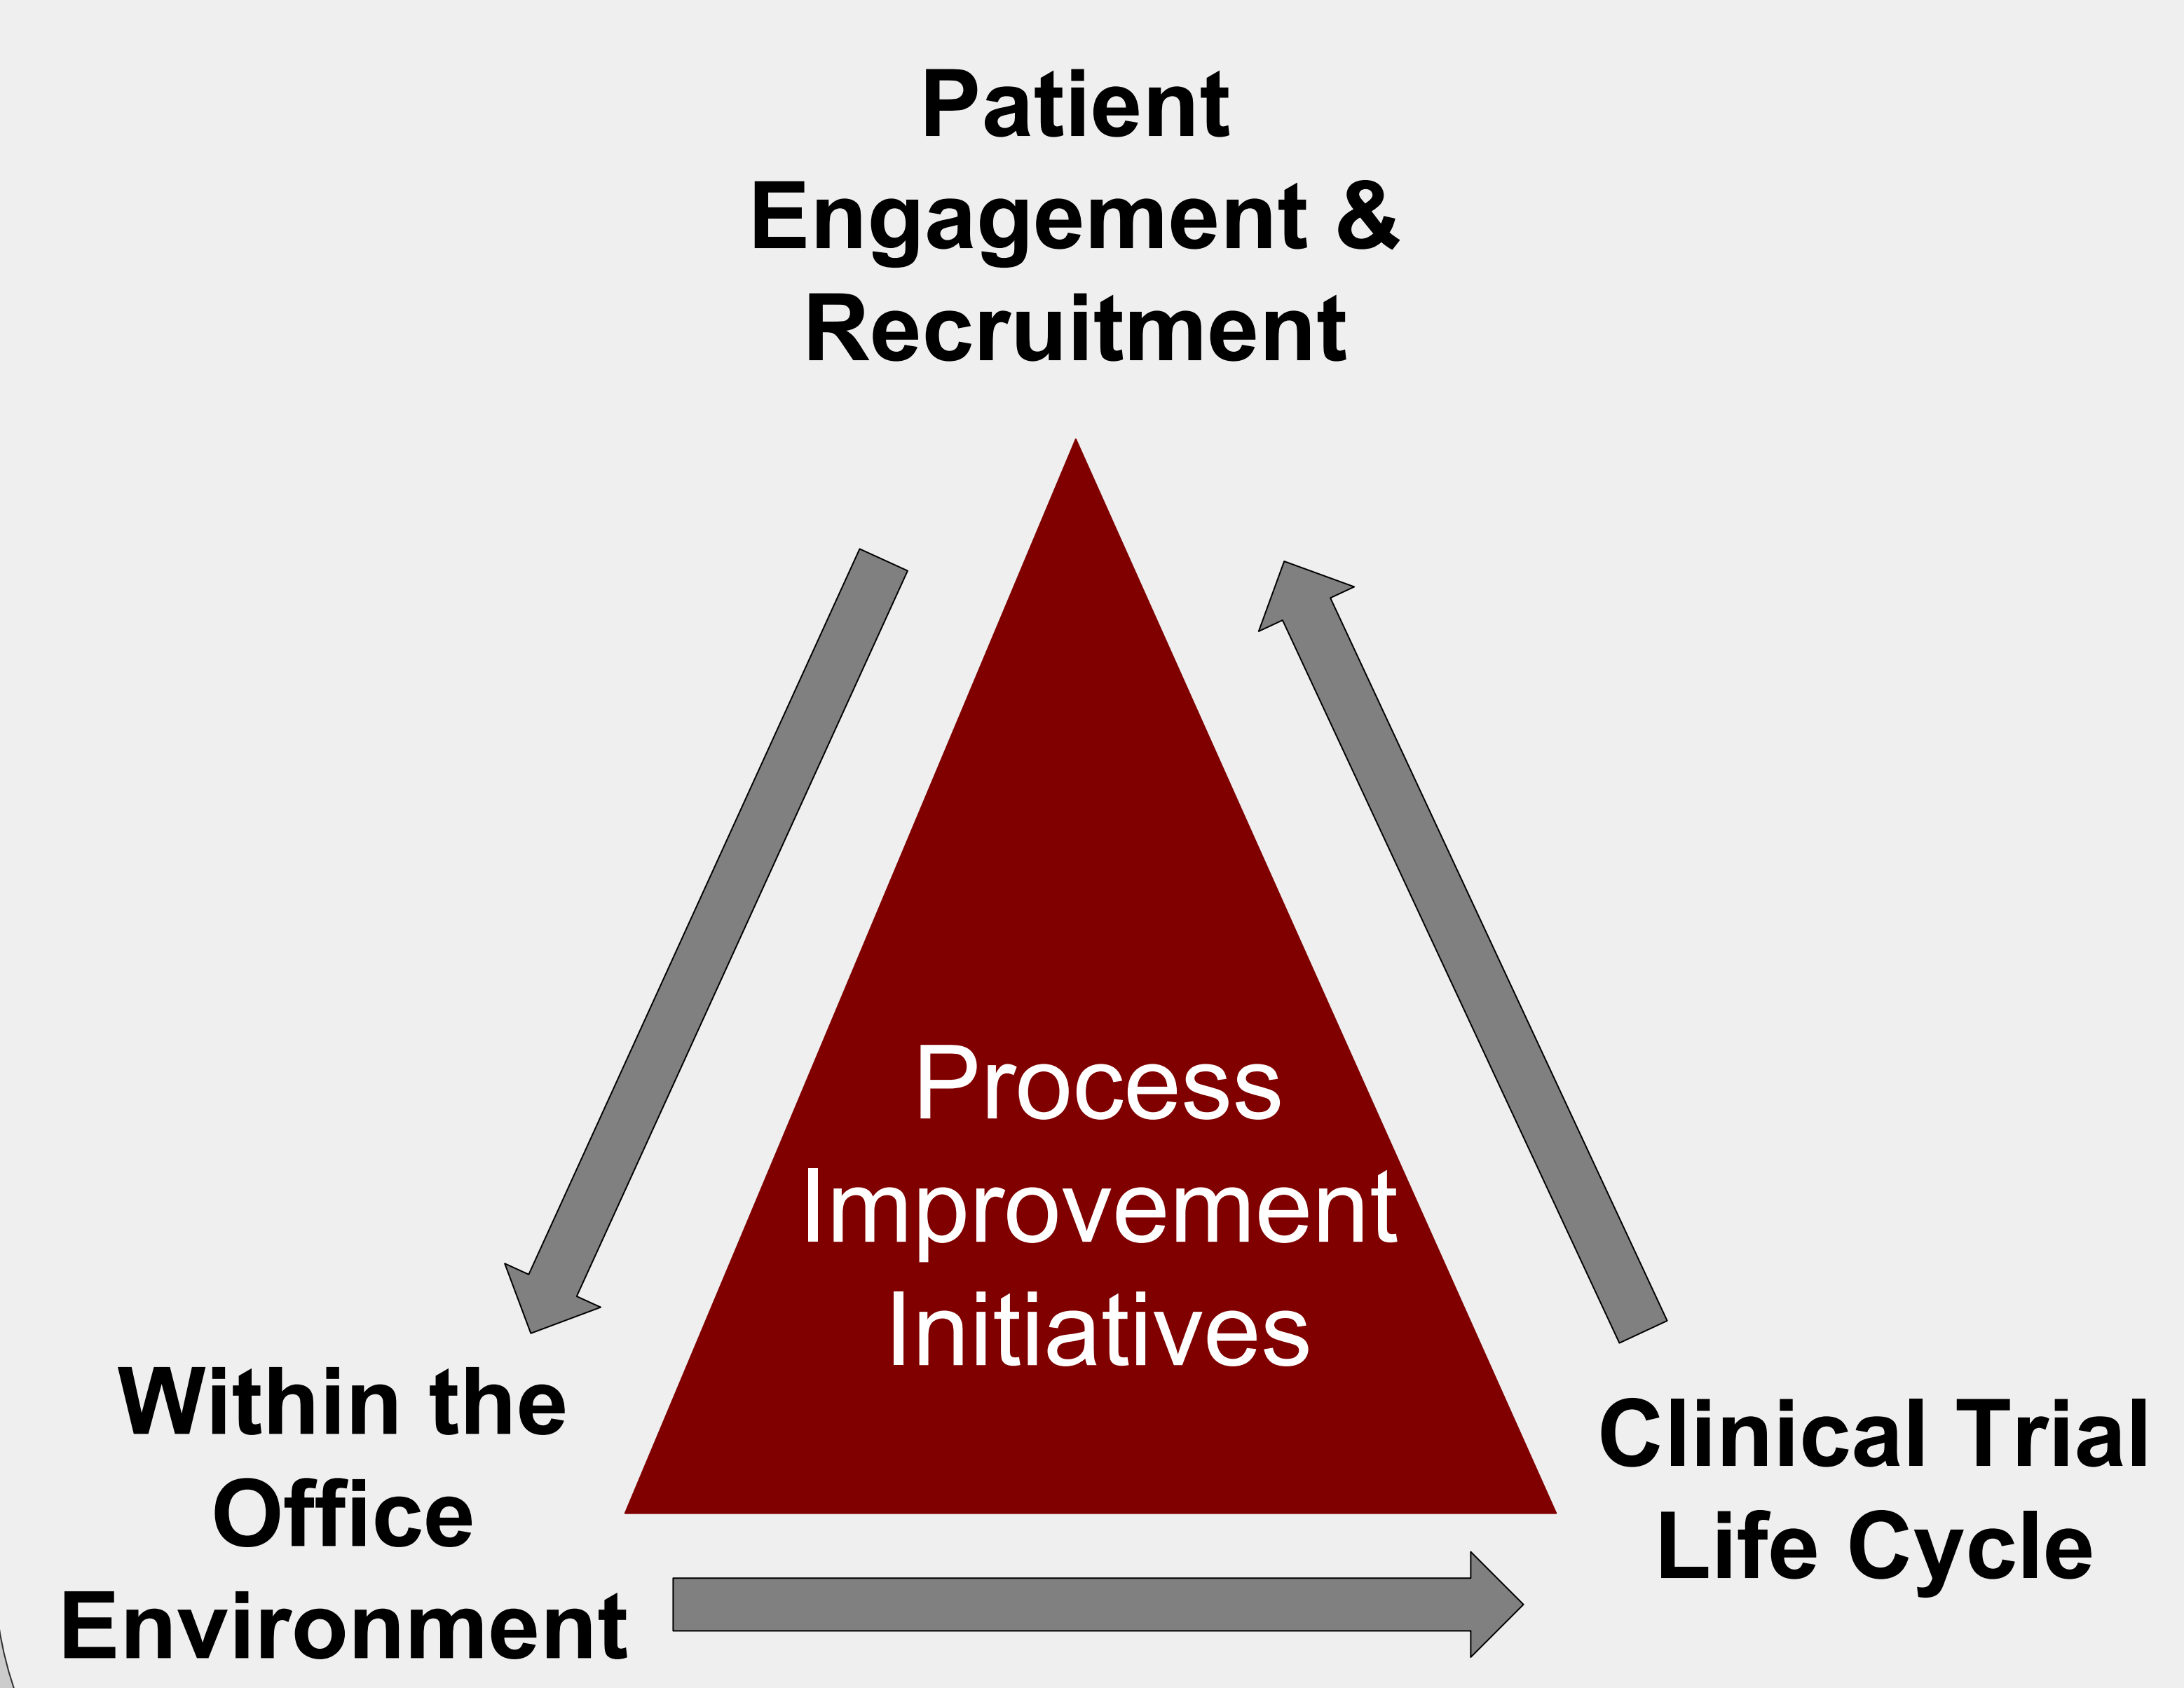 Patient
Engagement &
Recruitment
Process
Improvement
Initiatives
Within the
Office
Environment
Clinical Trial
Life Cycle